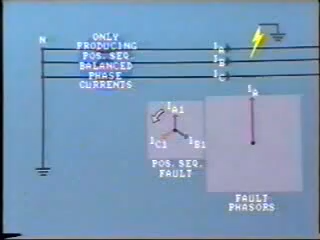 N
ONLY
PRODUCING
POS. SEQ.
BALANCED
PHASE
CURRENTS
IA
IB
IC
IA
IA1
IC1
IB1
POS. SEQ.
FAULT
FAULT
PHASORS